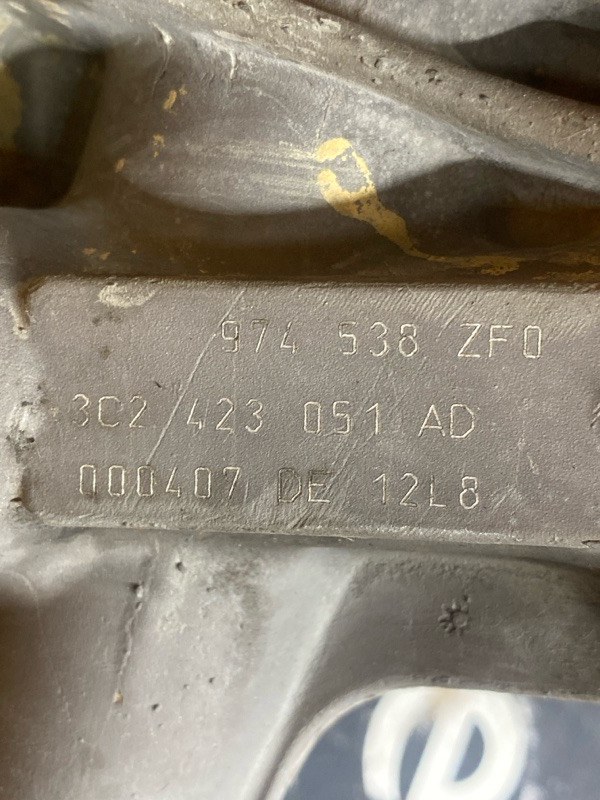 974 538 ZF0
3C2 423 051 AD
000407 DE 12L8